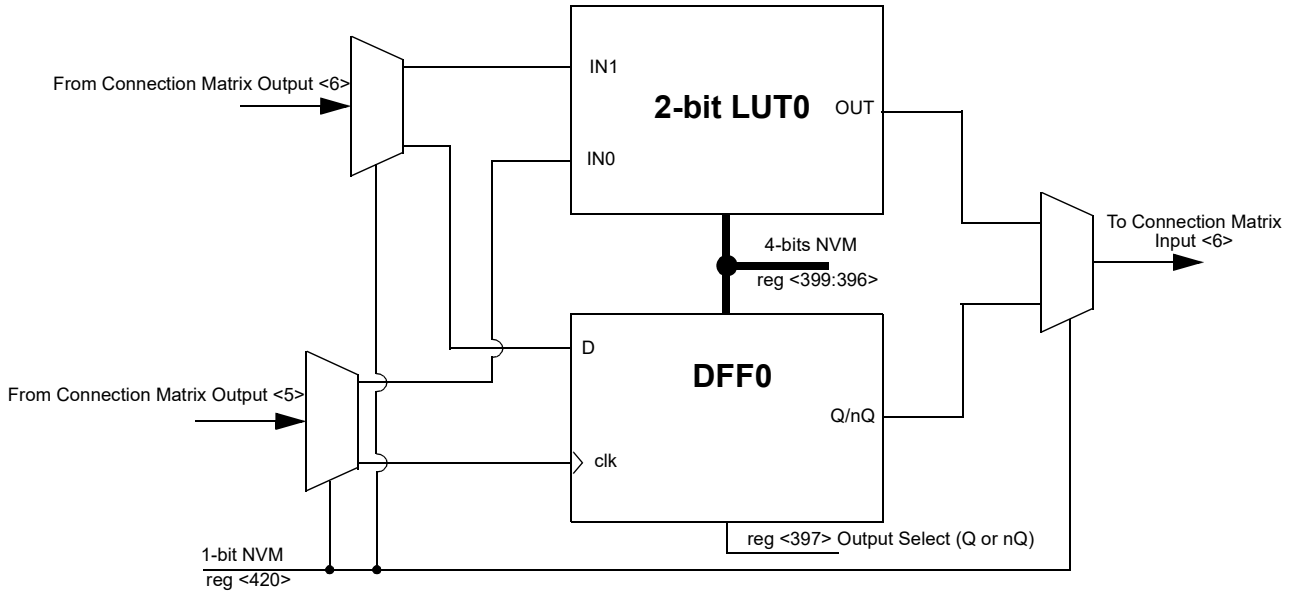 From Connection Matrix Output <6>
IN1
2-bit LUT0
OUT
IN0
To Connection Matrix
Input <6>
4-bits NVM
reg <399:396>
D
DFF0
From Connection Matrix Output <5>
Q/nQ
clk
reg <397> Output Select (Q or nQ)
1-bit NVM
reg <420>